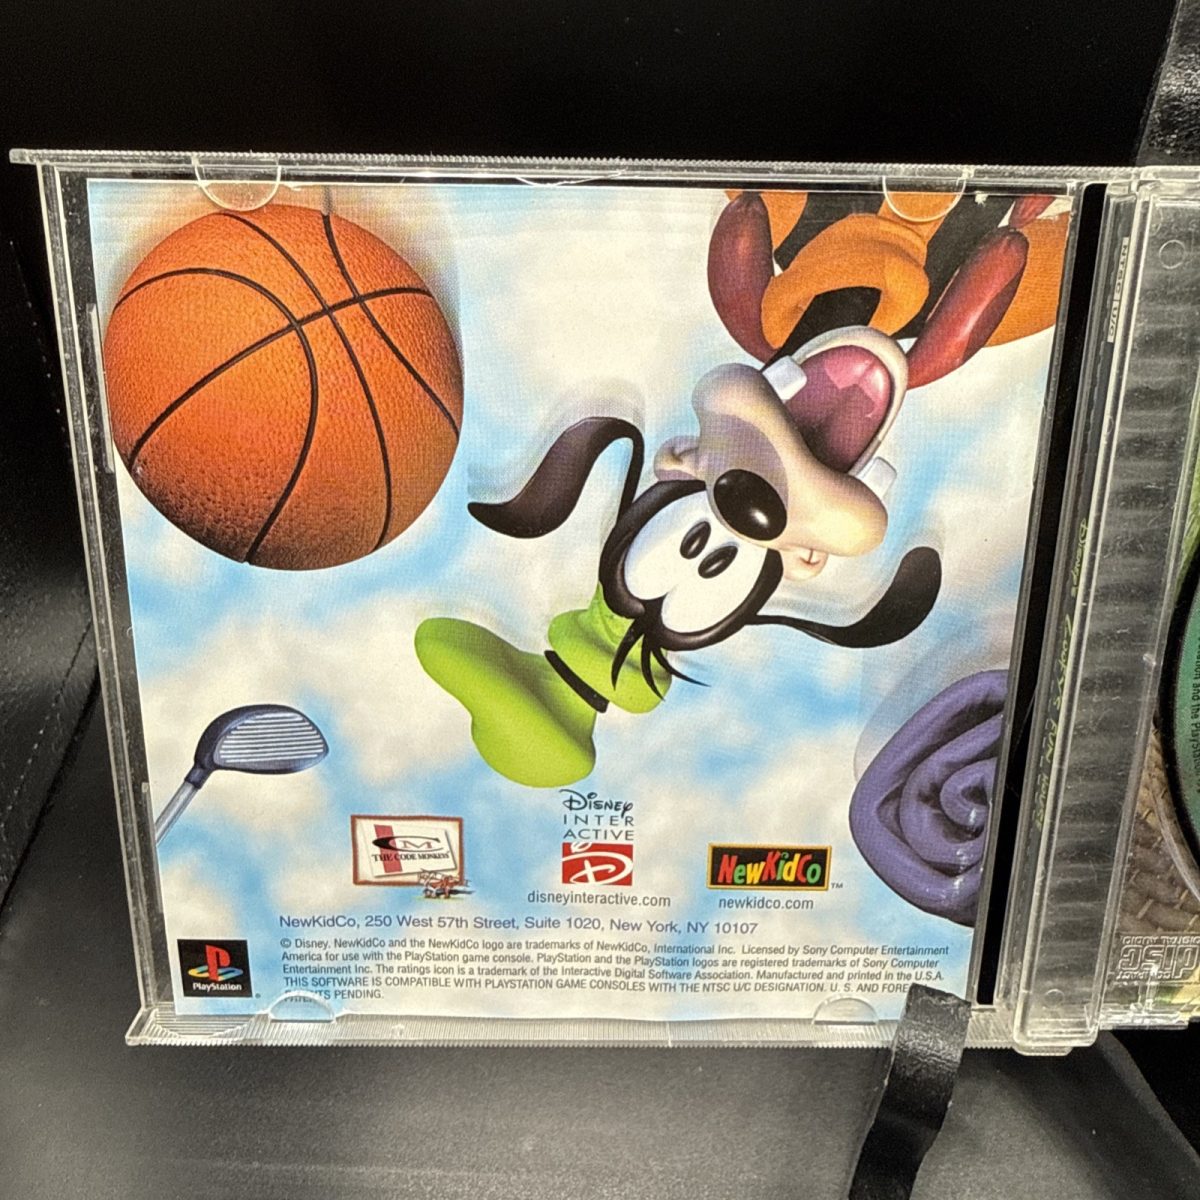 DISNEY
INTER
ACTIVE
CM
THE CODE MONKEYS
NewKidCo™
disneyinteractive.com
newkidco.com
NewKidCo, 250 West 57th Street, Suite 1020, New York, NY 10107
© Disney. NewKidCo and the NewKidCo logo are trademarks of NewKidCo, International Inc. Licensed by Sony Computer Entertainment
America for use with the PlayStation game console. PlayStation and the PlayStation logos are registered trademarks of Sony Computer
Entertainment Inc. The ratings icon is a trademark of the Interactive Digital Software Association. Manufactured and printed in the U.S.A.
THIS SOFTWARE IS COMPATIBLE WITH PLAYSTATION GAME CONSOLES WITH THE NTSC U/C DESIGNATION. U. S. AND FORE
PATENTS PENDING.
PlayStation